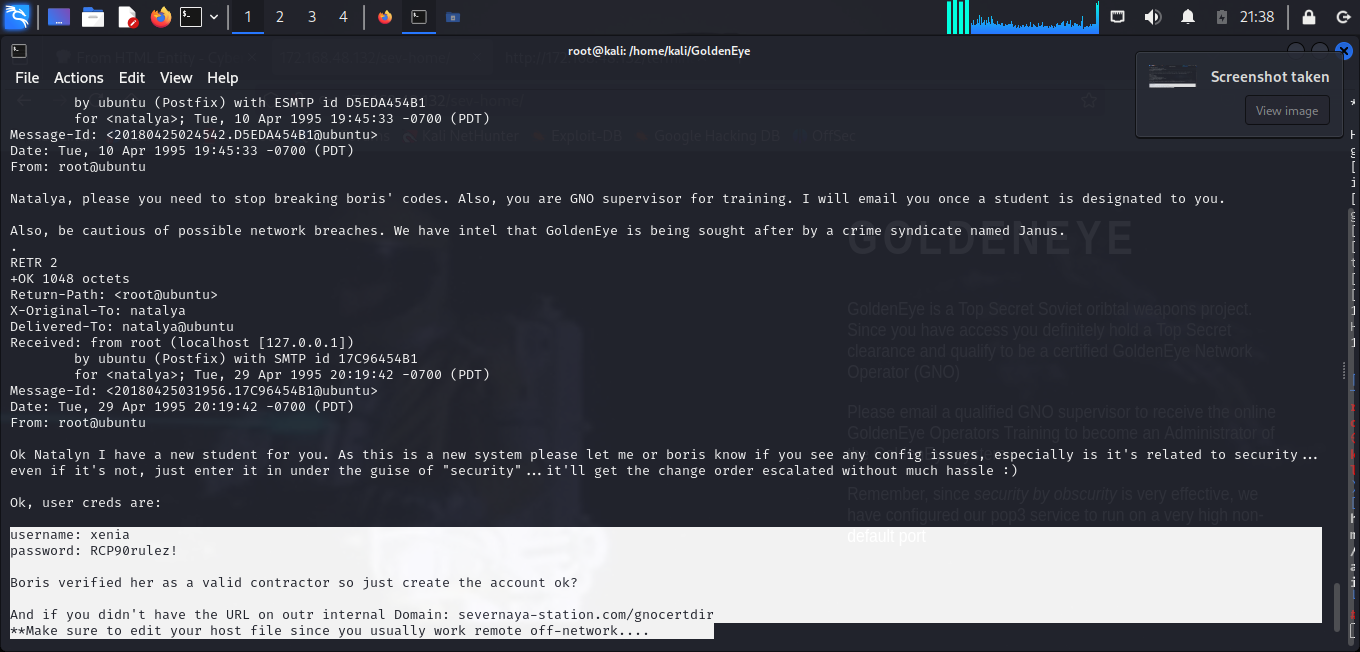 1 2 3 4 21:38
root@kali: /home/kali/GoldenEye
File Actions Edit View Help
Screenshot taken
View image
by ubuntu (Postfix) with ESMTP id D5EDA454B1
for <natalya>; Tue, 10 Apr 1995 19:45:33 -0700 (PDT)
Message-Id: <20180425024542.D5EDA454B1@ubuntu>
Date: Tue, 10 Apr 1995 19:45:33 -0700 (PDT)
From: root@ubuntu
Natalya, please you need to stop breaking boris' codes. Also, you are GNO supervisor for training. I will email you once a student is designated to you.
Also, be cautious of possible network breaches. We have intel that GoldenEye is being sought after by a crime syndicate named Janus.
.
RETR 2
+OK 1048 octets
Return-Path: <root@ubuntu>
X-Original-To: natalya
Delivered-To: natalya@ubuntu
Received: from root (localhost [127.0.0.1])
by ubuntu (Postfix) with SMTP id 17C96454B1
for <natalya>; Tue, 29 Apr 1995 20:19:42 -0700 (PDT)
Message-Id: <20180425031956.17C96454B1@ubuntu>
Date: Tue, 29 Apr 1995 20:19:42 -0700 (PDT)
From: root@ubuntu
Ok Natalyn I have a new student for you. As this is a new system please let me or boris know if you see any config issues, especially is it's related to security...
even if it's not, just enter it in under the guise of "security"...it'll get the change order escalated without much hassle :)
Ok, user creds are:
username: xenia
password: RCP90rulez!
Boris verified her as a valid contractor so just create the account ok?
And if you didn't have the URL on outr internal Domain: severnaya-station.com/gnocertdir
**Make sure to edit your host file since you usually work remote off-network....
GOLDENEYE
GoldenEye is a Top Secret Soviet oribtal weapons project.
Since you have access you definitely hold a Top Secret
clearance and qualify to be a certified GoldenEye Network
Operator (GNO)
Please email a qualified GNO supervisor to receive the online
GoldenEye Operators Training to become an Administrator of
Remember, since security by obscurity is very effective, we
have configured our pop3 service to run on a very high non-
default port
Kali NetHunter Exploit-DB Google Hacking DB OffSec